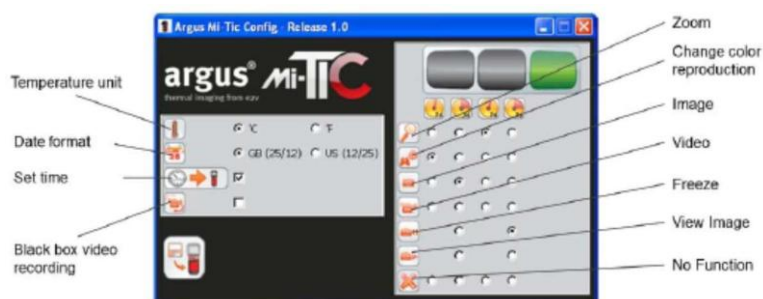 Argus Mi-Tic Config - Release 1.0
argus® Mi-TIC
thermal imaging from e2v
Temperature unit
°C °F
Date format
GB (25/12) US (12/25)
Set time
Black box video
recording
Zoom
Change color
reproduction
Image
Video
Freeze
View Image
No Function